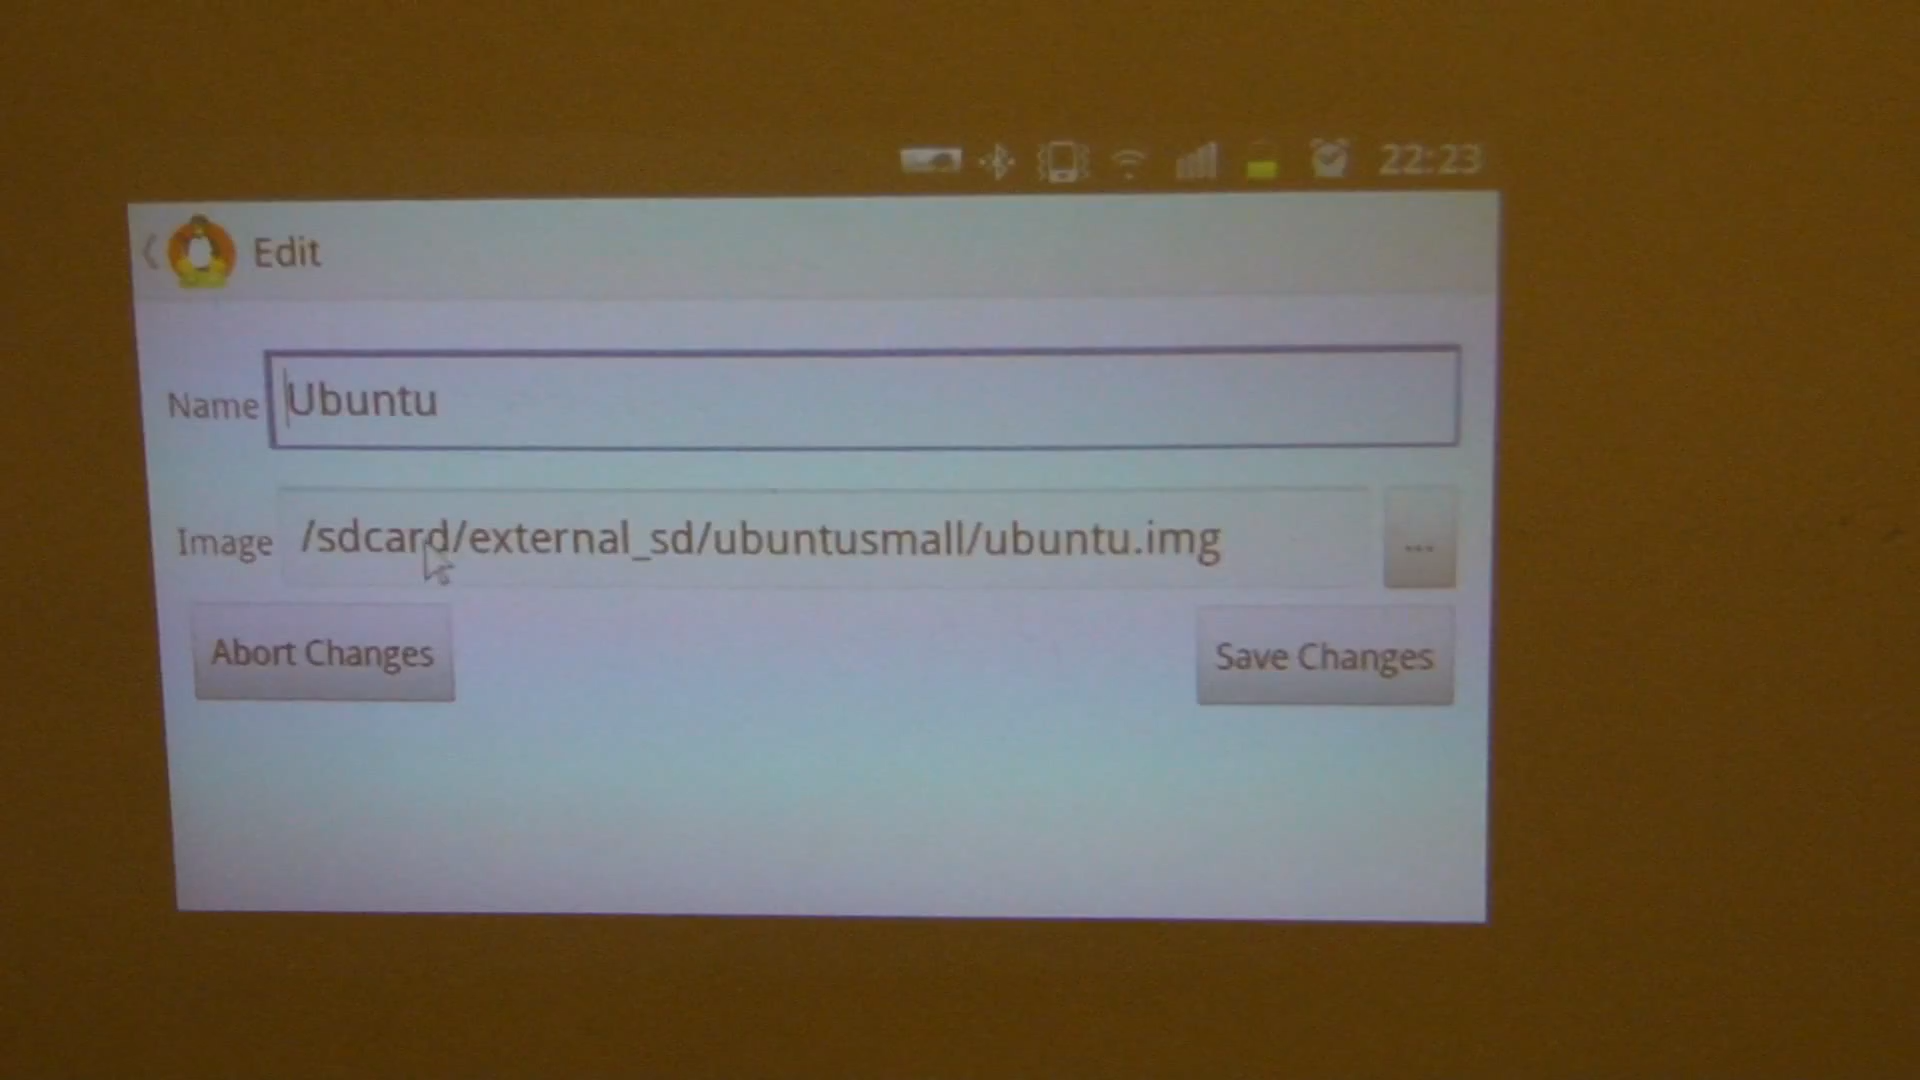 22:23
Edit
Name Ubuntu
Image /sdcard/external_sd/ubuntusmall/ubuntu.img ...
Abort Changes Save Changes